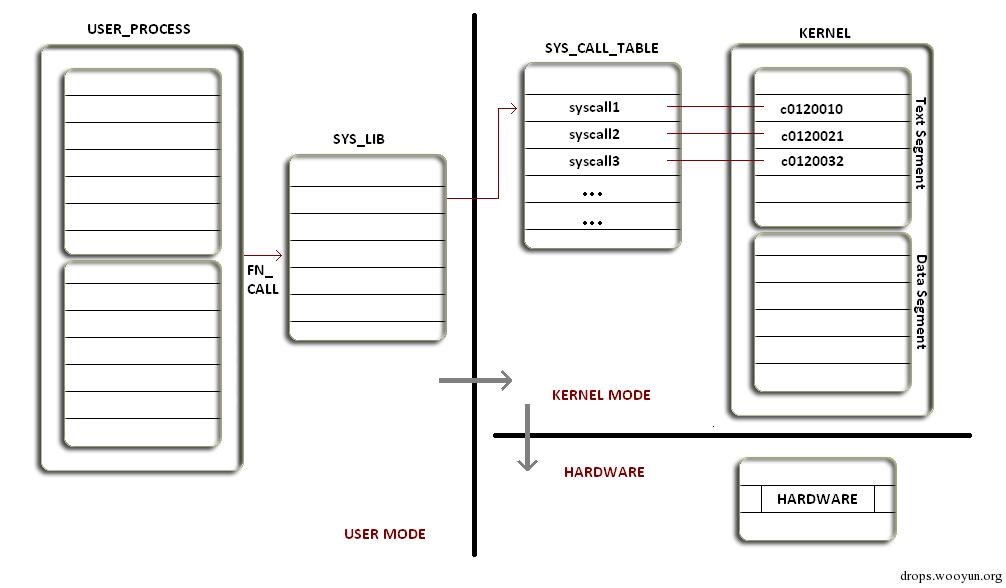 USER_PROCESS
FN_
CALL
SYS_LIB
USER MODE
SYS_CALL_TABLE
syscall1
syscall2
syscall3
...
...
KERNEL
c0120010
c0120021
c0120032
Text Segment
Data Segment
KERNEL MODE
HARDWARE
HARDWARE
drops.wooyun.org